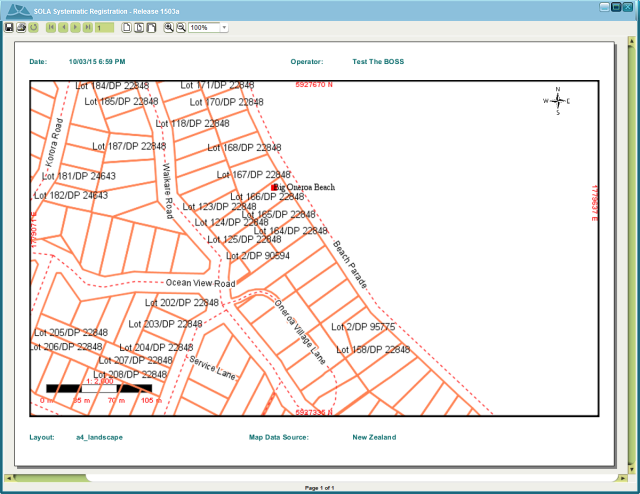 SOLA Systematic Registration - Release 1503a
1
100%
Date: 10/03/15 6:59 PM Operator: Test The BOSS
5927670 N
Lot 184/DP 22848
Lot 171/DP 22848
Lot 185/DP 22848
Lot 170/DP 22848
N
W E
S
Lot 118/DP 22848
Korora Road
Lot 187/DP 22848
Lot 168/DP 22848
Lot 181/DP 24643
Lot 167/DP 22848
Big Oneroa Beach
Lot 182/DP 24643
Waikare Road
Lot 166/DP 22848
Lot 123/DP 22848
Lot 165/DP 22848
Lot 124/DP 22848
Lot 164/DP 22848
Lot 125/DP 22848
1779637 E
Lot 2/DP 90594
Beach Parade
Ocean View Road
Lot 202/DP 22848
Lot 203/DP 22848
Oneroa Village Lane
Lot 2/DP 95775
Lot 205/DP 22848
Lot 206/DP 22848
Lot 204/DP 22848
Lot 158/DP 22848
Lot 207/DP 22848
Service Lane
Lot 208/DP 22848
1: 2,000
0 m 35 m 70 m 105 m
5927335 N
Layout: a4_landscape Map Data Source: New Zealand
Page 1 of 1